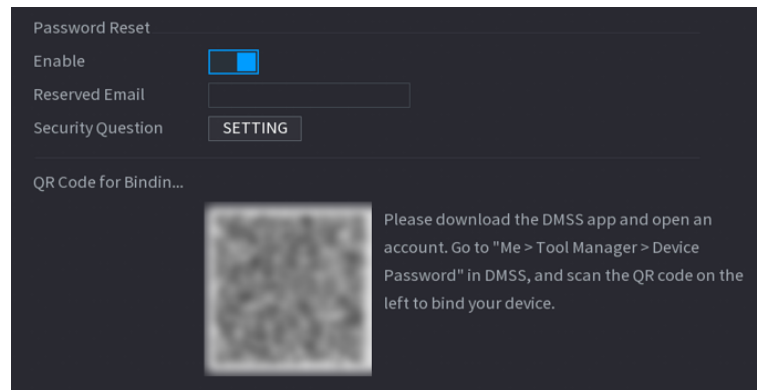 Password Reset
Enable
Reserved Email
Security Question SETTING
QR Code for Bindin...
Please download the DMSS app and open an
account. Go to "Me > Tool Manager > Device
Password" in DMSS, and scan the QR code on the
left to bind your device.